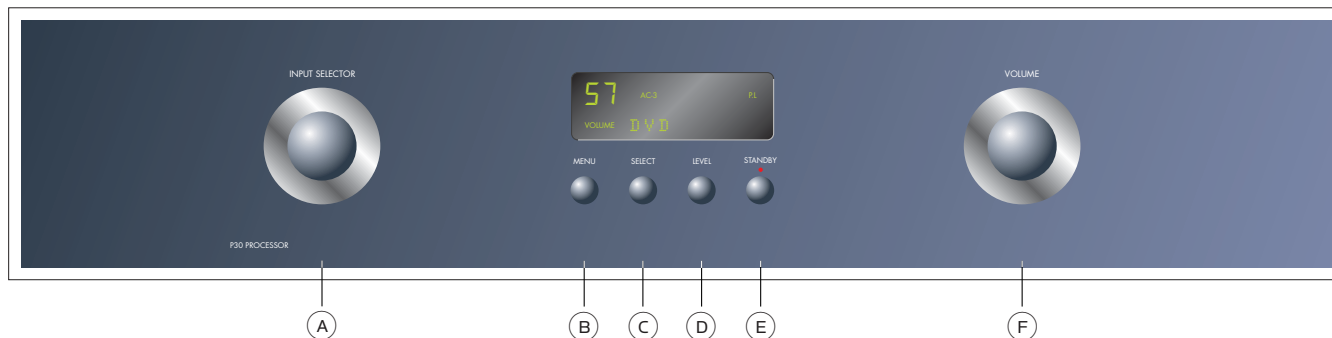 INPUT SELECTOR
VOLUME
57 AC-3 P.L
VOLUME DVD
MENU SELECT LEVEL STANDBY
P30 PROCESSOR
A B C D E F